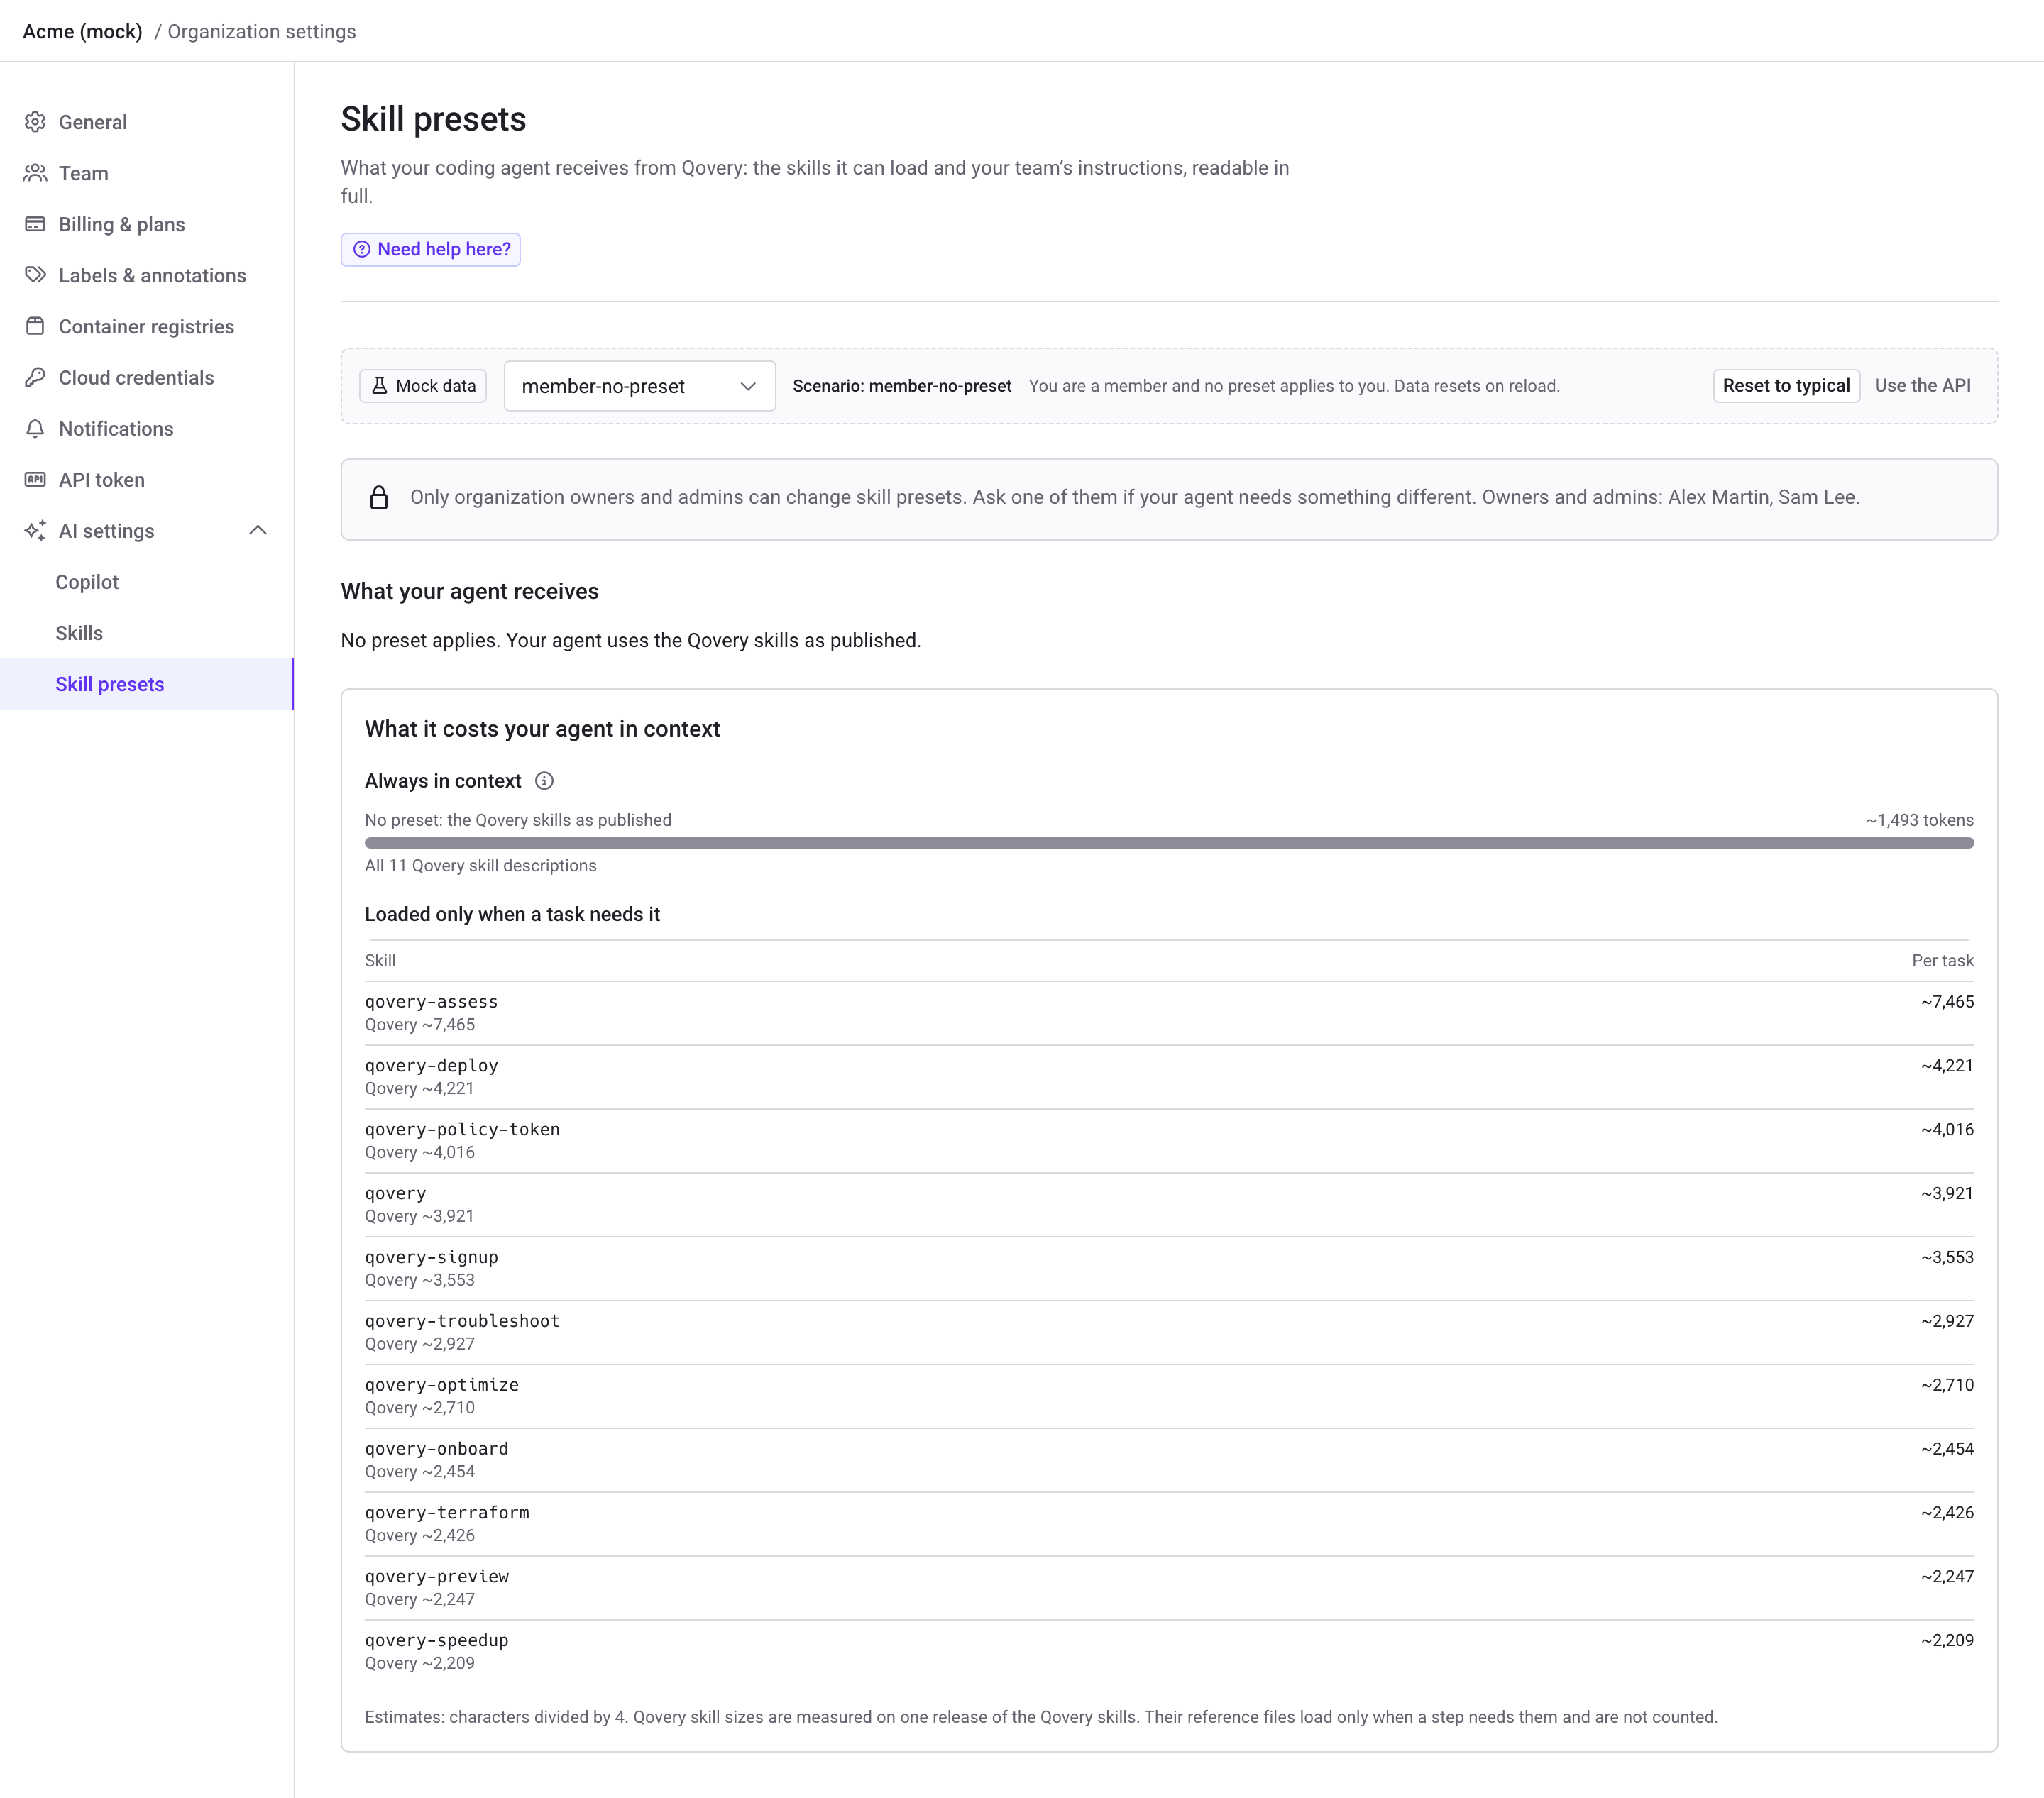 Acme (mock) / Organization settings
General
Team
Billing & plans
Labels & annotations
Container registries
Cloud credentials
Notifications
API token
AI settings
Copilot
Skills
Skill presets
Skill presets
What your coding agent receives from Qovery: the skills it can load and your team’s instructions, readable in
full.
Need help here?
Mock data
member-no-preset
Scenario: member-no-preset You are a member and no preset applies to you. Data resets on reload.
Reset to typical
Use the API
Only organization owners and admins can change skill presets. Ask one of them if your agent needs something different. Owners and admins: Alex Martin, Sam Lee.
What your agent receives
No preset applies. Your agent uses the Qovery skills as published.
What it costs your agent in context
Always in context
No preset: the Qovery skills as published ~1,493 tokens
All 11 Qovery skill descriptions
Loaded only when a task needs it
Skill Per task
qovery-assess ~7,465
Qovery ~7,465
qovery-deploy ~4,221
Qovery ~4,221
qovery-policy-token ~4,016
Qovery ~4,016
qovery ~3,921
Qovery ~3,921
qovery-signup ~3,553
Qovery ~3,553
qovery-troubleshoot ~2,927
Qovery ~2,927
qovery-optimize ~2,710
Qovery ~2,710
qovery-onboard ~2,454
Qovery ~2,454
qovery-terraform ~2,426
Qovery ~2,426
qovery-preview ~2,247
Qovery ~2,247
qovery-speedup ~2,209
Qovery ~2,209
Estimates: characters divided by 4. Qovery skill sizes are measured on one release of the Qovery skills. Their reference files load only when a step needs them and are not counted.